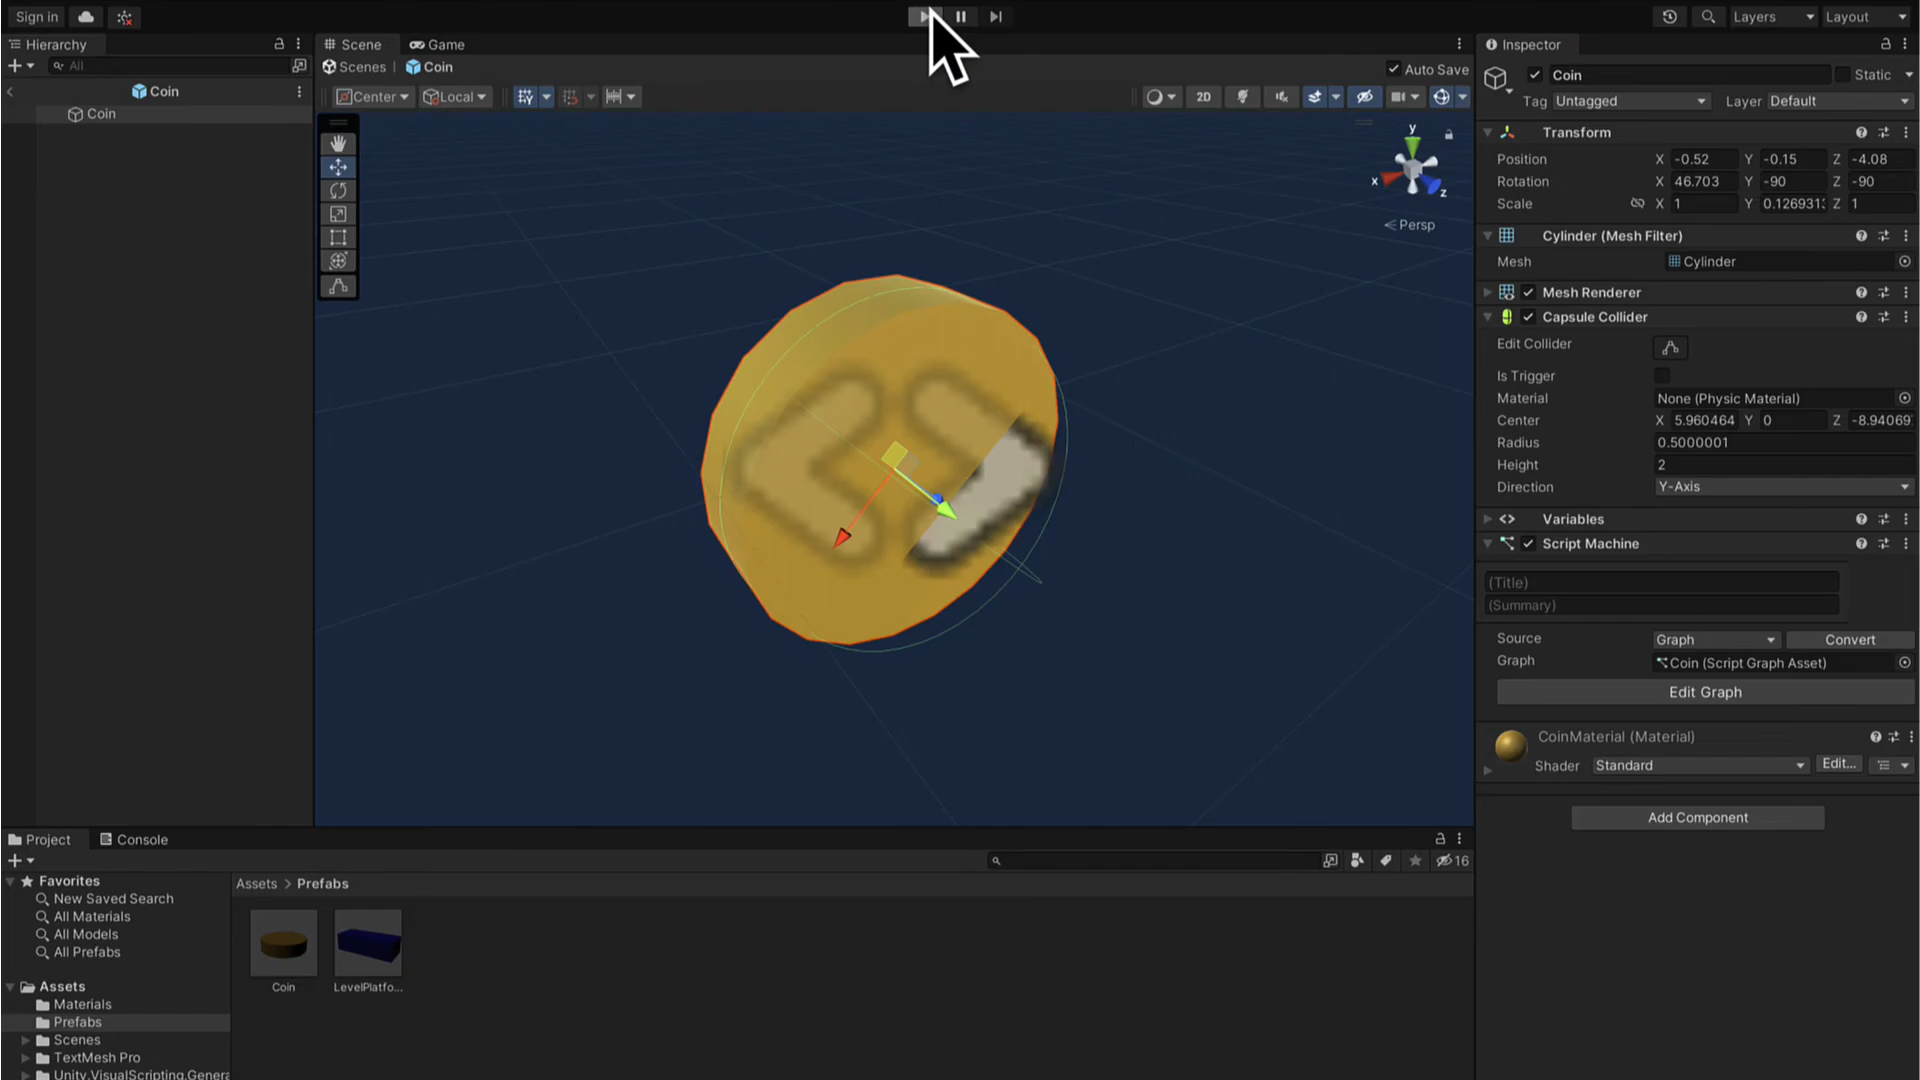 Sign in
Layers
Layout
Hierarchy
All
Coin
Coin
Scene
Game
Scenes
Coin
Auto Save
Center
Local
2D
y
x
z
Persp
Inspector
Coin
Static
Tag
Untagged
Layer
Default
Transform
Position X -0.52 Y -0.15 Z -4.08
Rotation X 46.703 Y -90 Z -90
Scale X 1 Y 0.126931 Z 1
Cylinder (Mesh Filter)
Mesh
Cylinder
Mesh Renderer
Capsule Collider
Edit Collider
Is Trigger
Material
None (Physic Material)
Center X 5.960464 Y 0 Z -8.94069
Radius 0.5000001
Height 2
Direction Y-Axis
Variables
Script Machine
(Title)
(Summary)
Source Graph Convert
Graph Coin (Script Graph Asset)
Edit Graph
CoinMaterial (Material)
Shader Standard Edit...
Add Component
Project
Console
16
Favorites
New Saved Search
All Materials
All Models
All Prefabs
Assets
Materials
Prefabs
Scenes
TextMesh Pro
Unity.VisualScripting.Genera
Assets > Prefabs
Coin
LevelPlatfo...